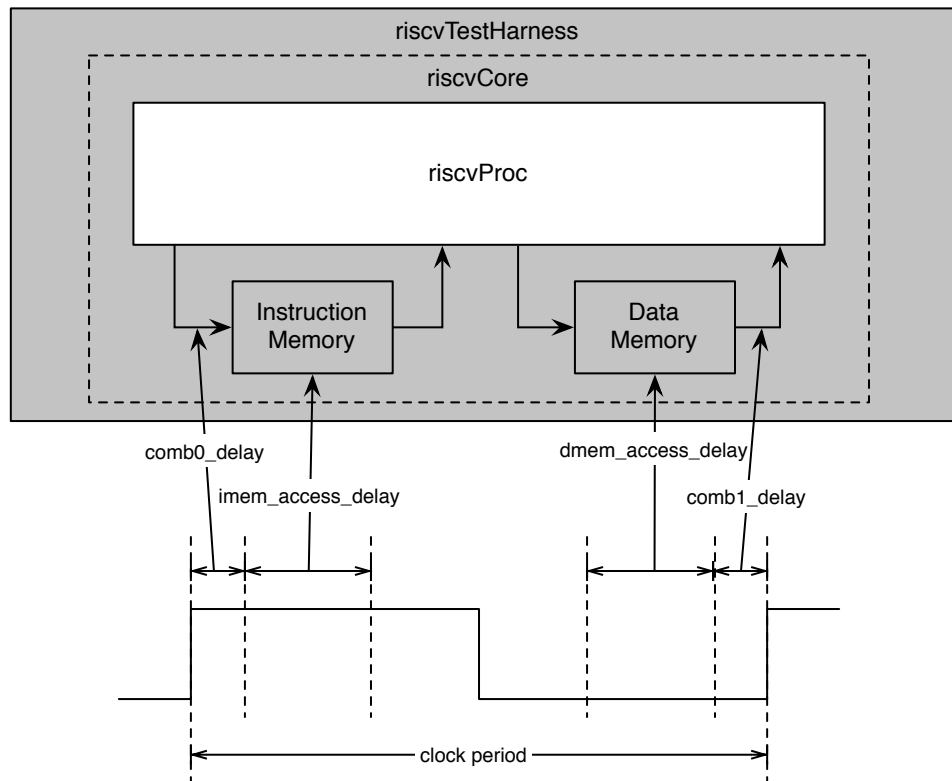 riscvTestHarness
riscvCore
riscvProc
Instruction
Memory
Data
Memory
comb0_delay
dmem_access_delay
imem_access_delay
comb1_delay
clock period